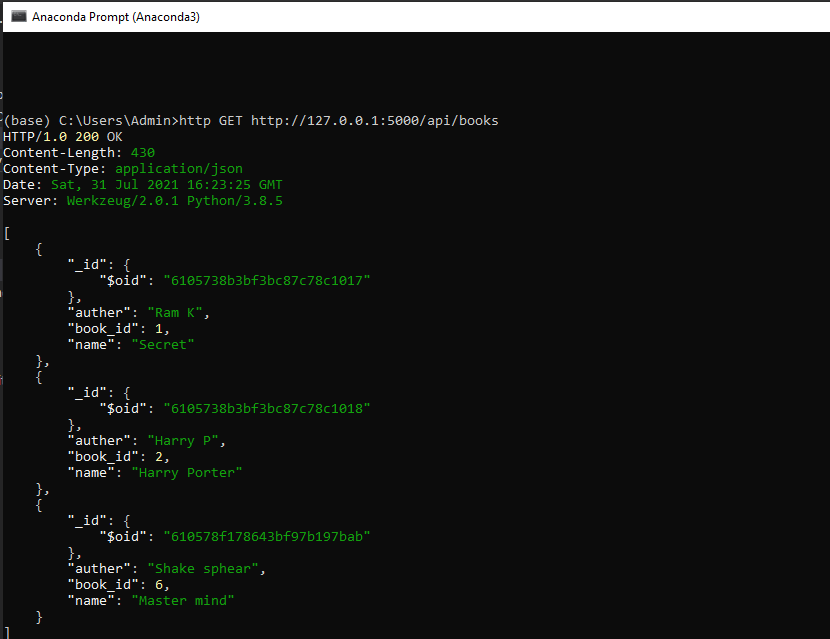 Anaconda Prompt (Anaconda3)
(base) C:\Users\Admin>http GET http://127.0.0.1:5000/api/books
HTTP/1.0 200 OK
Content-Length: 430
Content-Type: application/json
Date: Sat, 31 Jul 2021 16:23:25 GMT
Server: Werkzeug/2.0.1 Python/3.8.5
[
    {
        "_id": {
            "$oid": "6105738b3bf3bc87c78c1017"
        },
        "auther": "Ram K",
        "book_id": 1,
        "name": "Secret"
    },
    {
        "_id": {
            "$oid": "6105738b3bf3bc87c78c1018"
        },
        "auther": "Harry P",
        "book_id": 2,
        "name": "Harry Porter"
    },
    {
        "_id": {
            "$oid": "610578f178643bf97b197bab"
        },
        "auther": "Shake sphear",
        "book_id": 6,
        "name": "Master mind"
    }
]